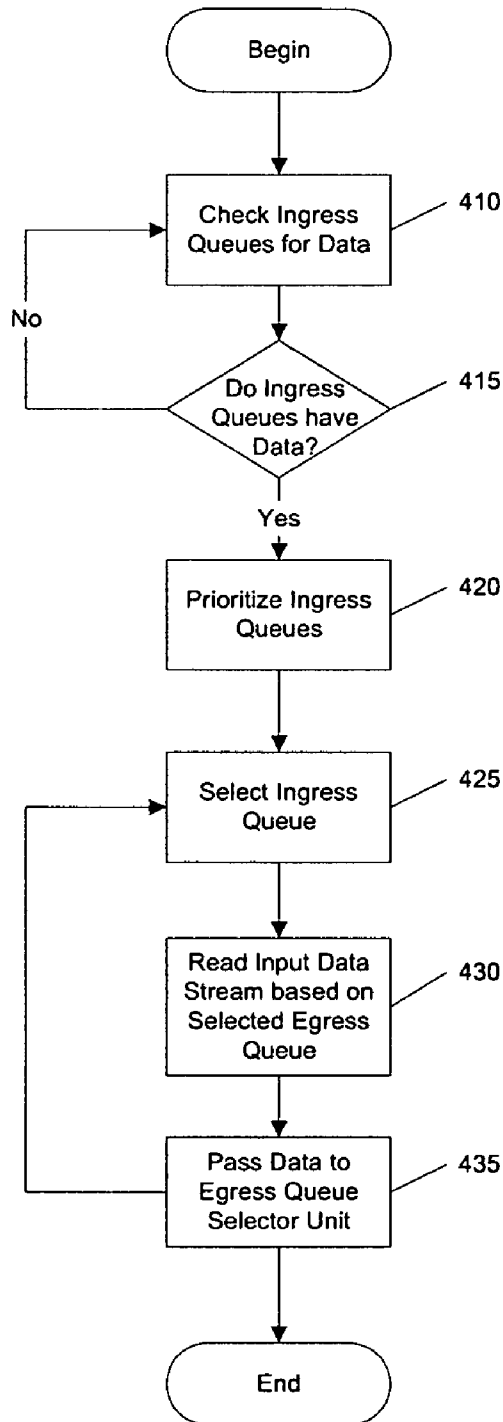 Begin
Check Ingress
Queues for Data
410
No
Do Ingress
Queues have
Data?
415
Yes
Prioritize Ingress
Queues
420
Select Ingress
Queue
425
Read Input Data
Stream based on
Selected Egress
Queue
430
Pass Data to
Egress Queue
Selector Unit
435
End